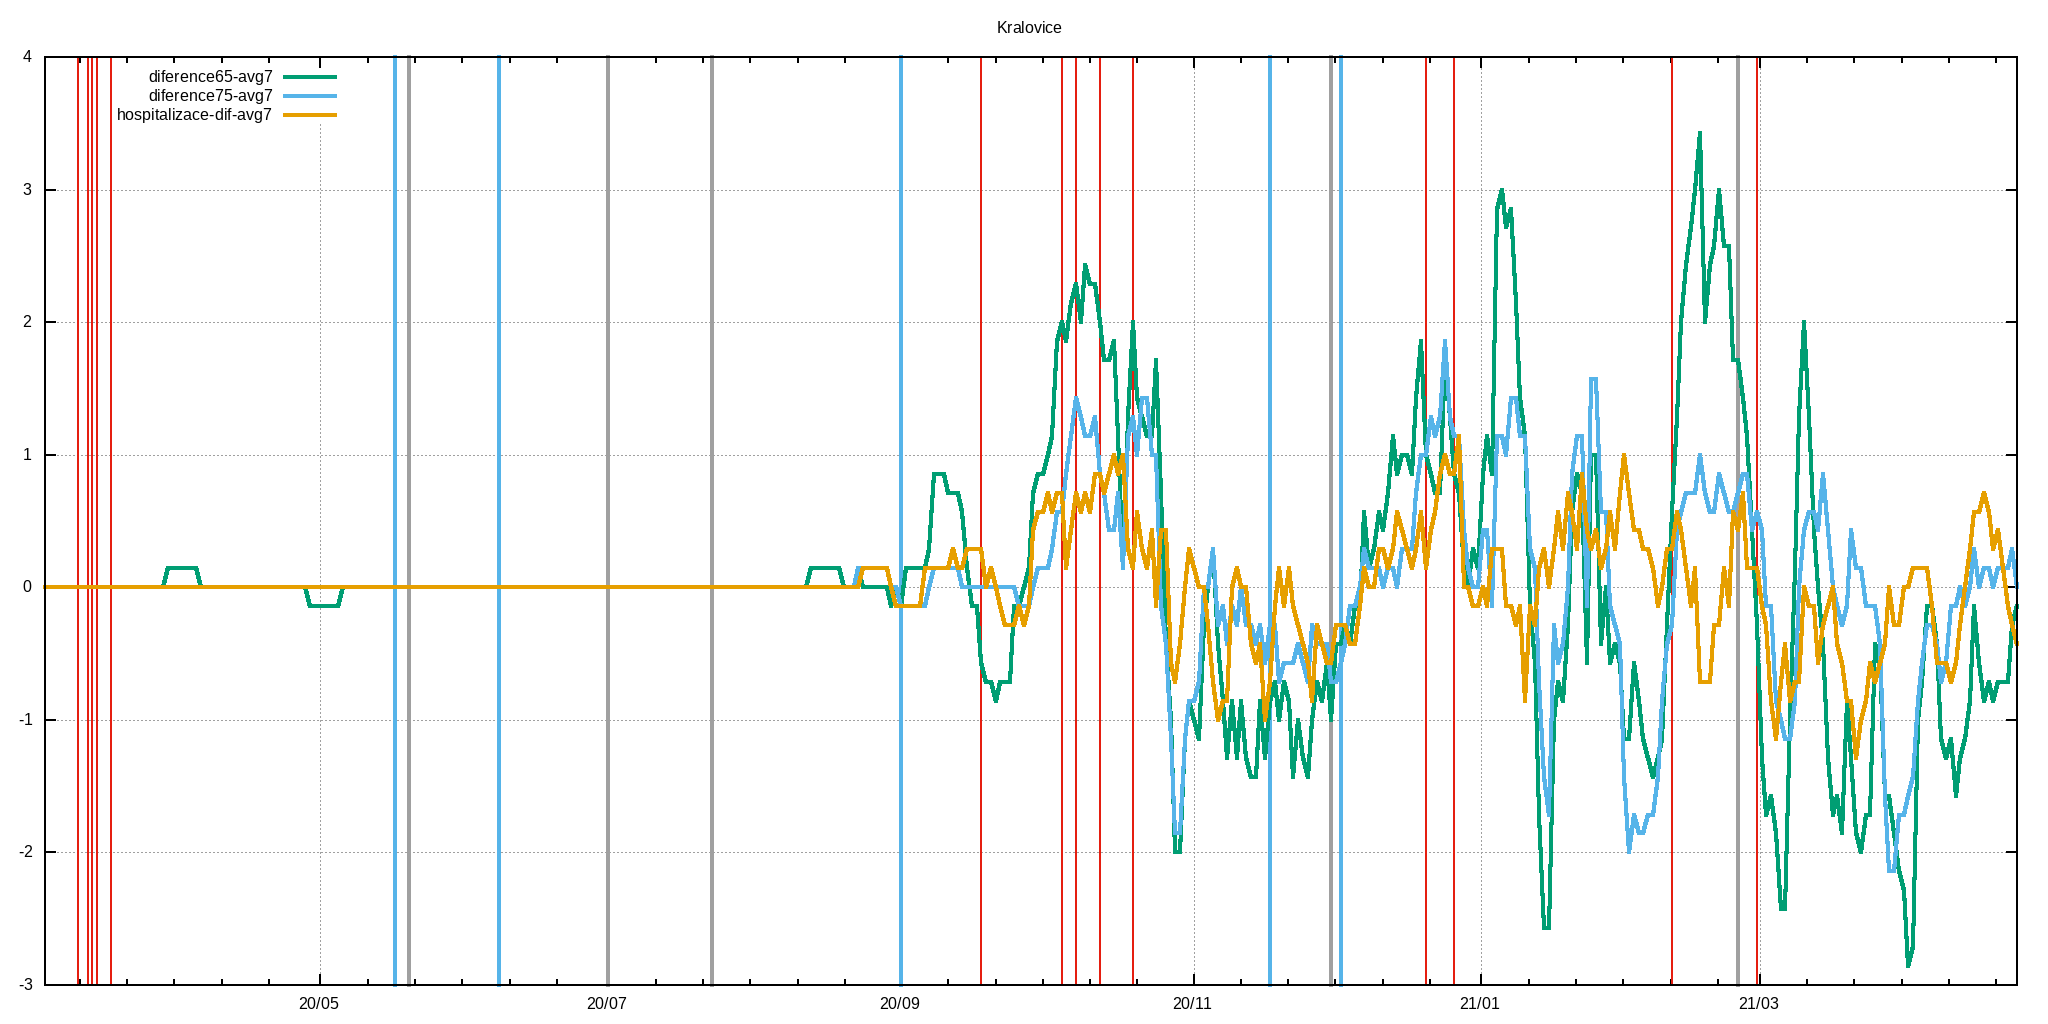 Kralovice
4
diference65-avg7
diference75-avg7
hospitalizace-dif-avg7
3
2
1
0
-1
-2
-3
20/05 20/07 20/09 20/11 21/01 21/03